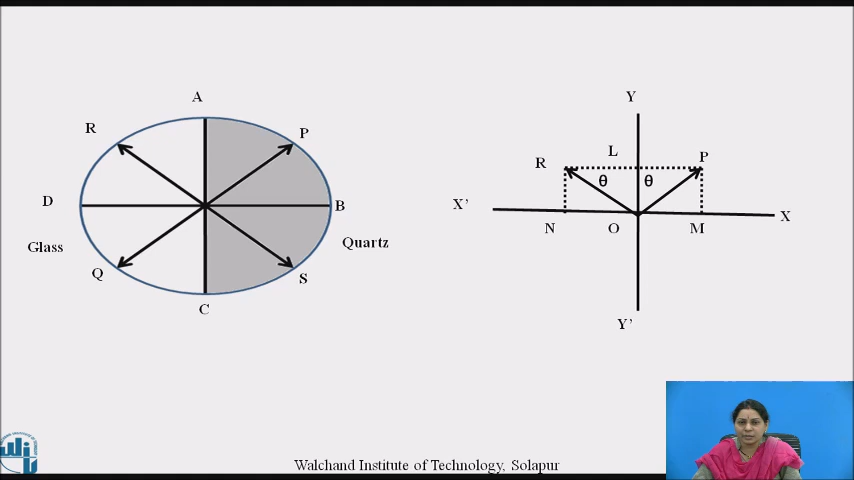 A
R
P
D
B
Glass
Quartz
Q
S
C
Y
L
R
P
θ
θ
X'
X
N
O
M
Y'
Walchand Institute of Technology, Solapur